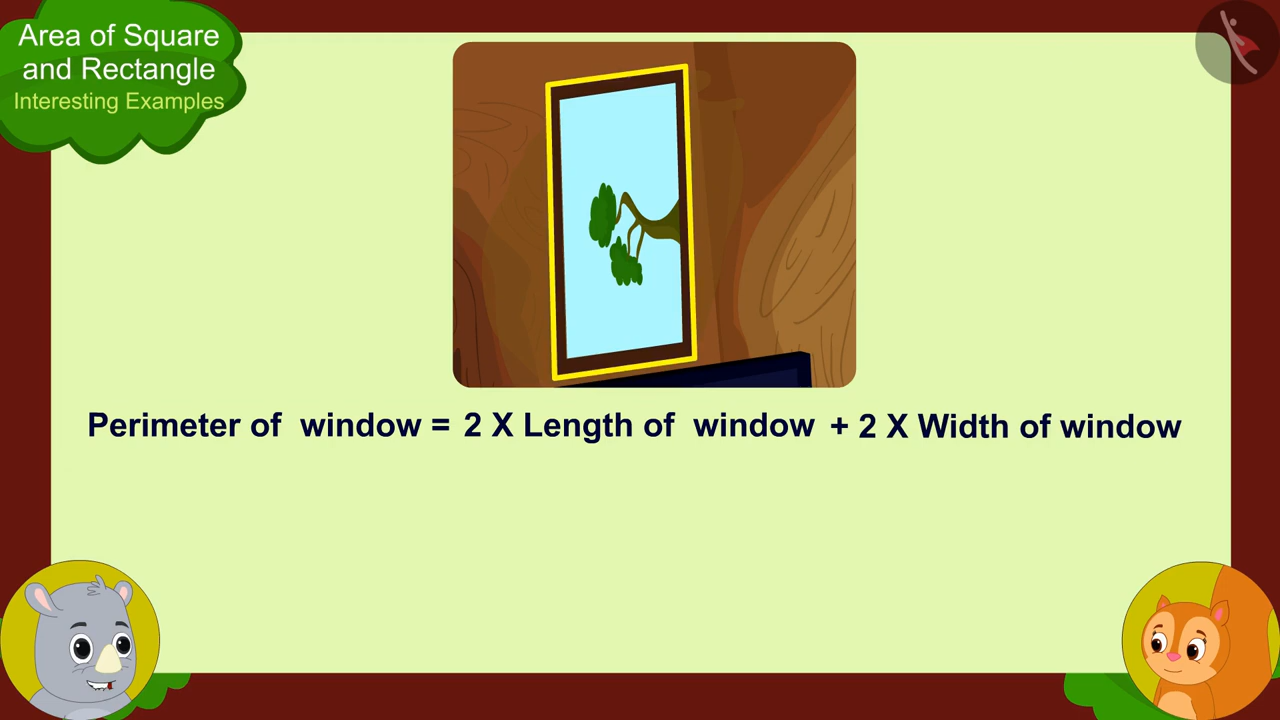 Area of Square
and Rectangle
Interesting Examples
Perimeter of window = 2 X Length of window + 2 X Width of window